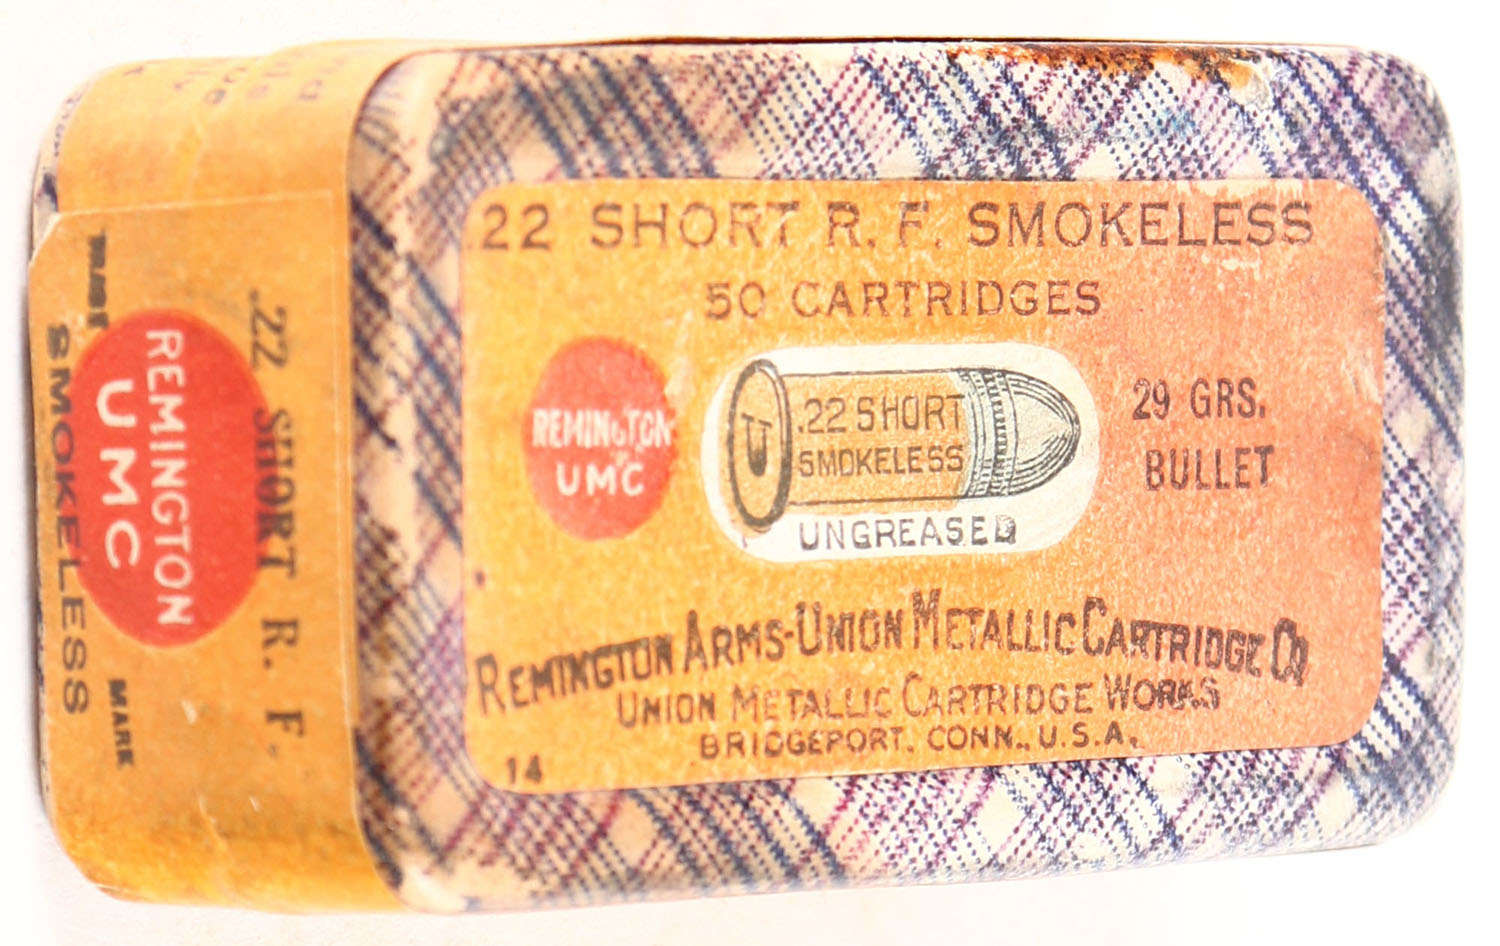 .22 SHORT R. F. SMOKELESS
50 CARTRIDGES
REMINGTON
UMC
U
.22 SHORT
SMOKELESS
UNGREASED
29 GRS.
BULLET
REMINGTON ARMS-UNION METALLIC CARTRIDGE CO
UNION METALLIC CARTRIDGE WORKS
BRIDGEPORT, CONN., U.S.A.
14
.22 SHORT R. F.
REMINGTON
UMC
TRADE
MARK
SMOKELESS